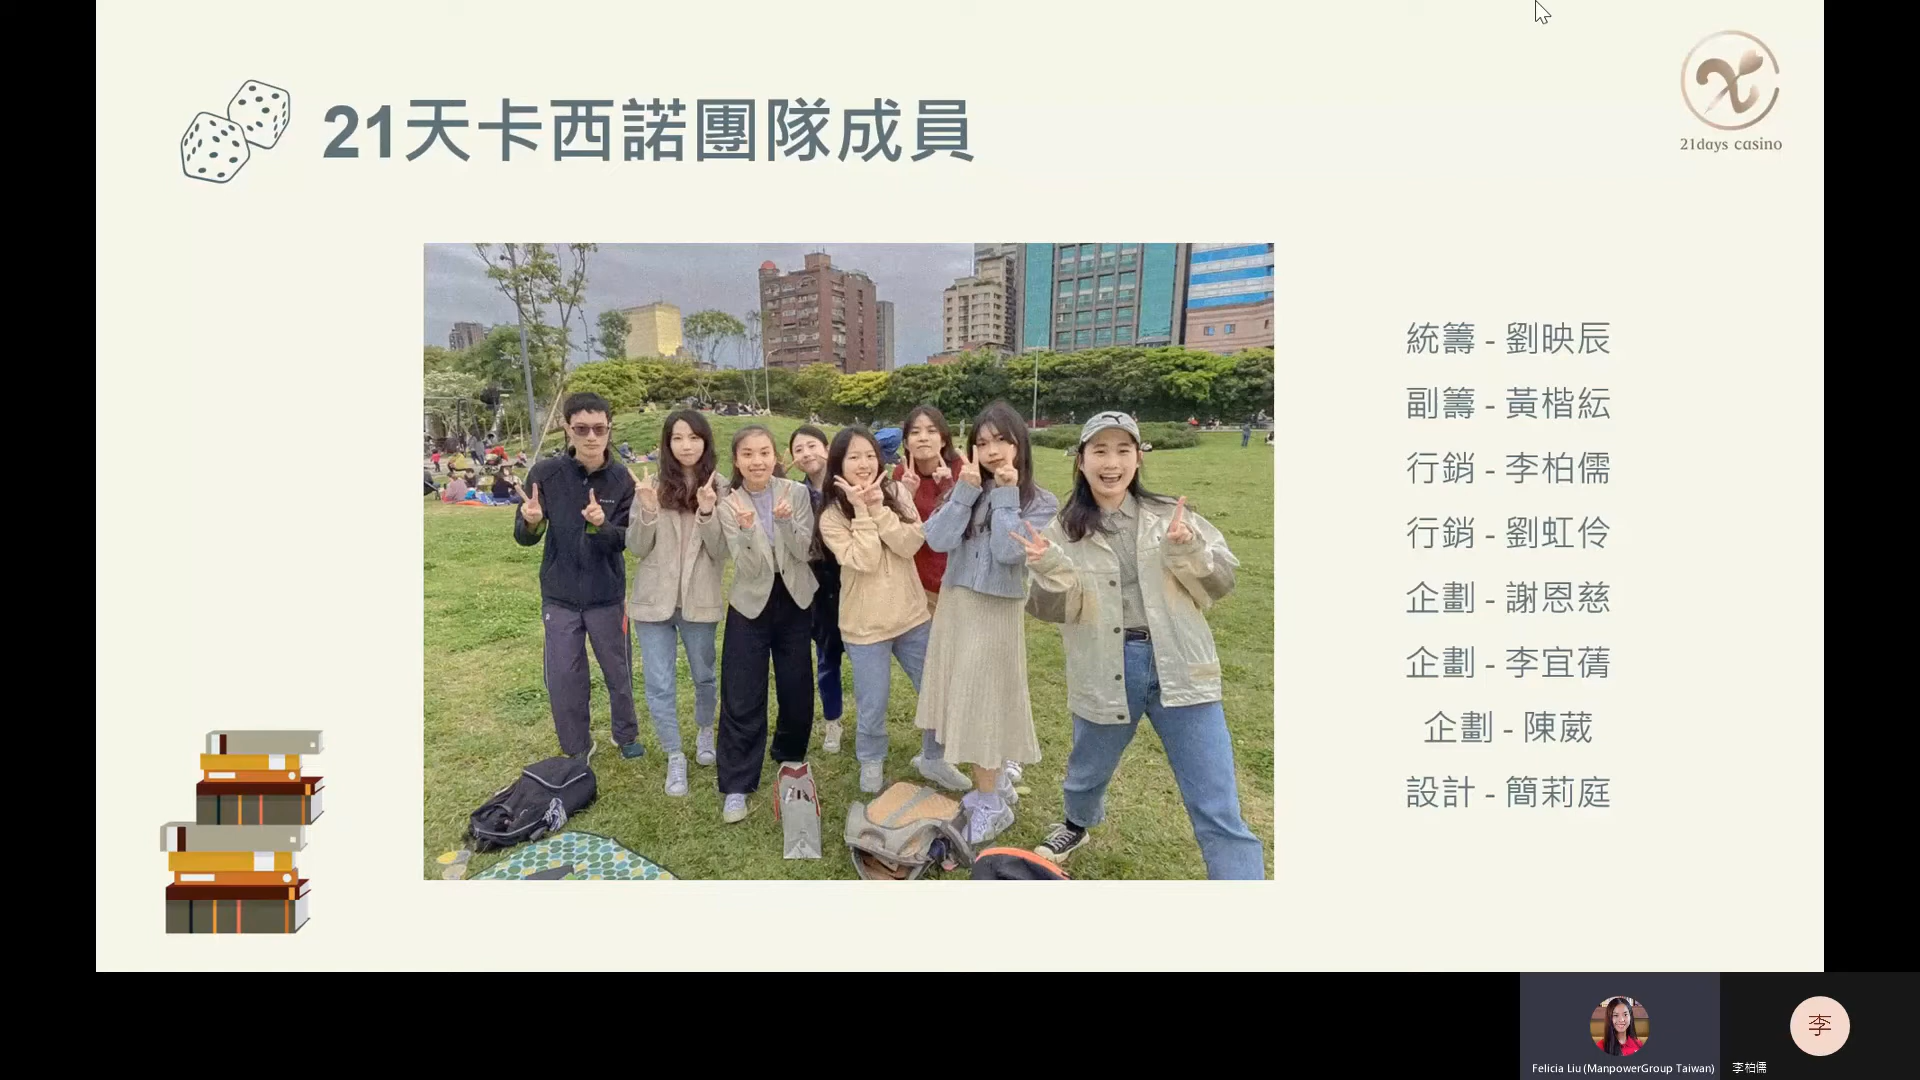 21天卡西諾團隊成員
21days casino
統籌 - 劉映辰
副籌 - 黃楷紜
行銷 - 李柏儒
行銷 - 劉虹伶
企劃 - 謝恩慈
企劃 - 李宜蒨
企劃 - 陳葳
設計 - 簡莉庭
李
Felicia Liu (ManpowerGroup Taiwan)
李柏儒